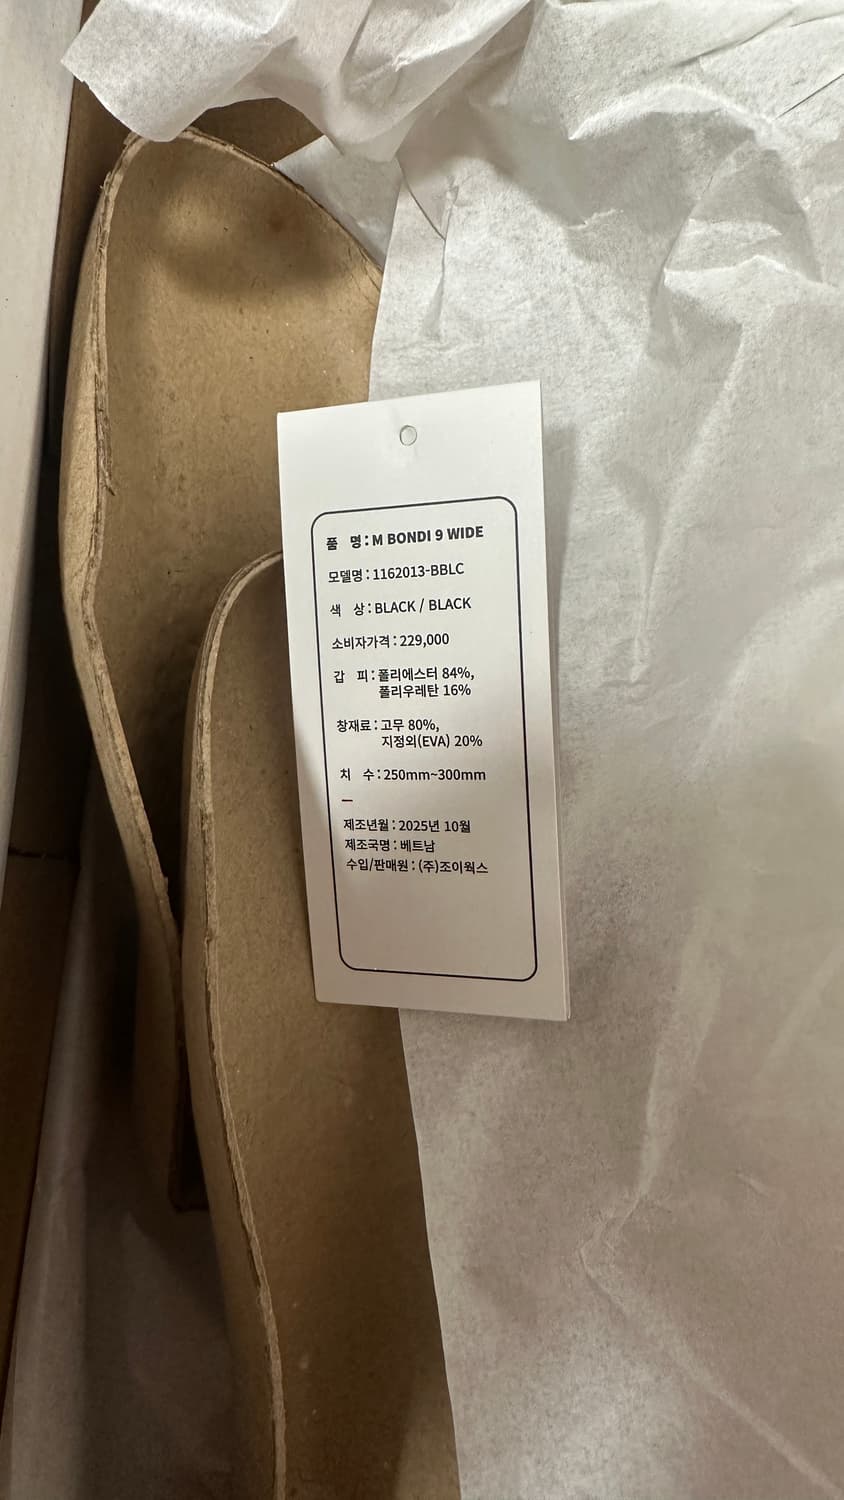 품 명 : M BONDI 9 WIDE
모델명 : 1162013-BBLC
색 상 : BLACK / BLACK
소비자가격 : 229,000
갑 피 : 폴리에스터 84%,
폴리우레탄 16%
창재료 : 고무 80%,
지정외(EVA) 20%
치 수 : 250mm~300mm
제조년월 : 2025년 10월
제조국명 : 베트남
수입/판매원 : (주)조이웍스